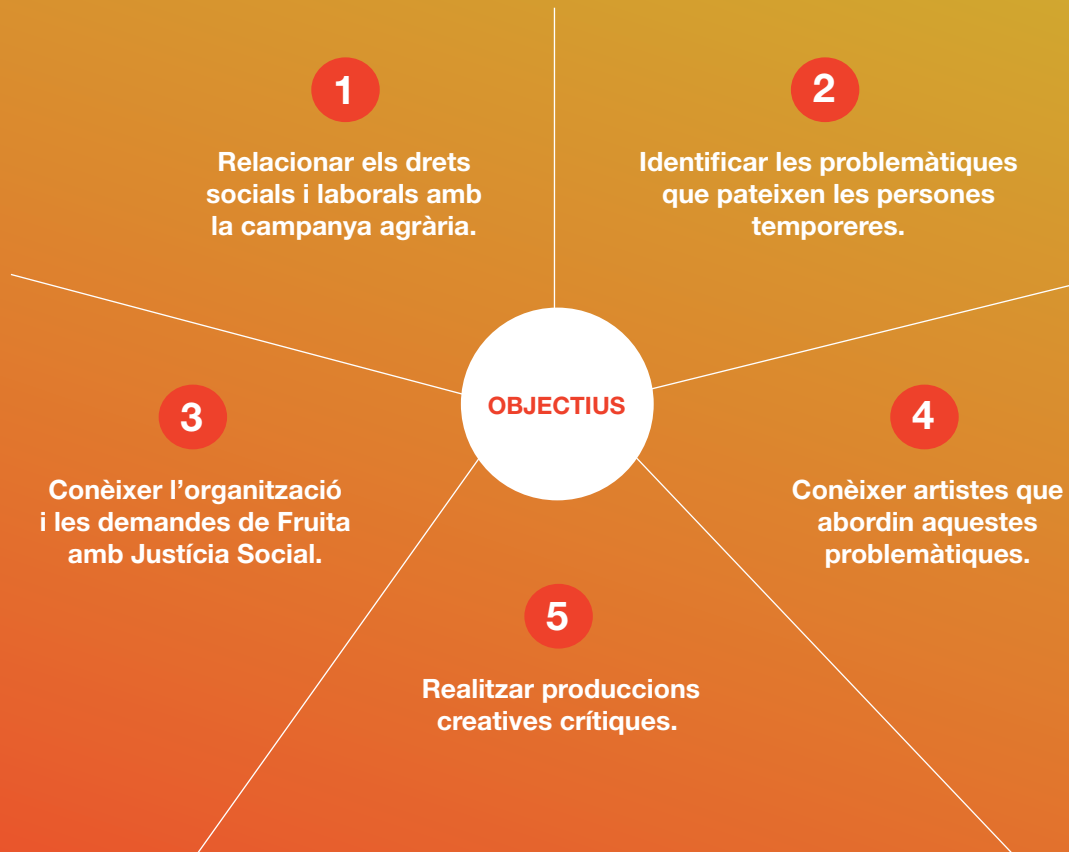 1
Relacionar els drets
socials i laborals amb
la campanya agrària.
2
Identificar les problemàtiques
que pateixen les persones
temporeres.
OBJECTIUS
3
Conèixer l’organització
i les demandes de Fruita
amb Justícia Social.
4
Conèixer artistes que
abordin aquestes
problemàtiques.
5
Realitzar produccions
creatives crítiques.